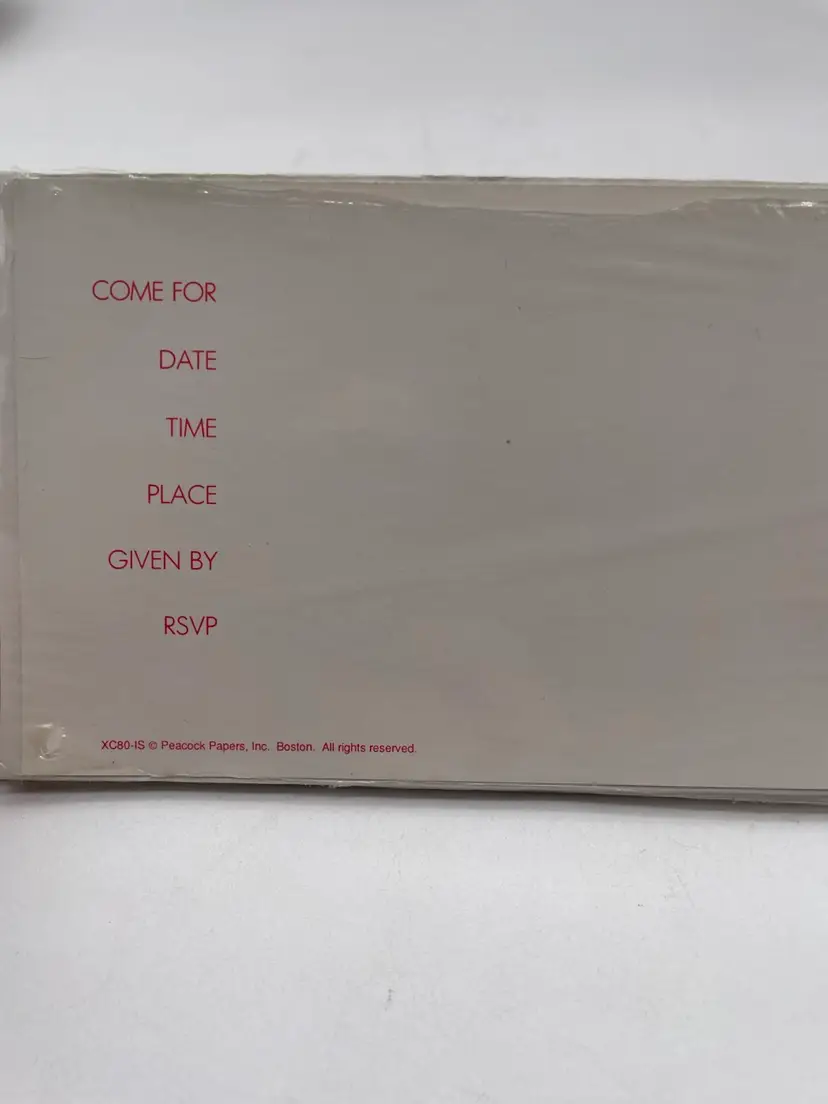 COME FOR
DATE
TIME
PLACE
GIVEN BY
RSVP
XC80-IS © Peacock Papers, Inc. Boston. All rights reserved.